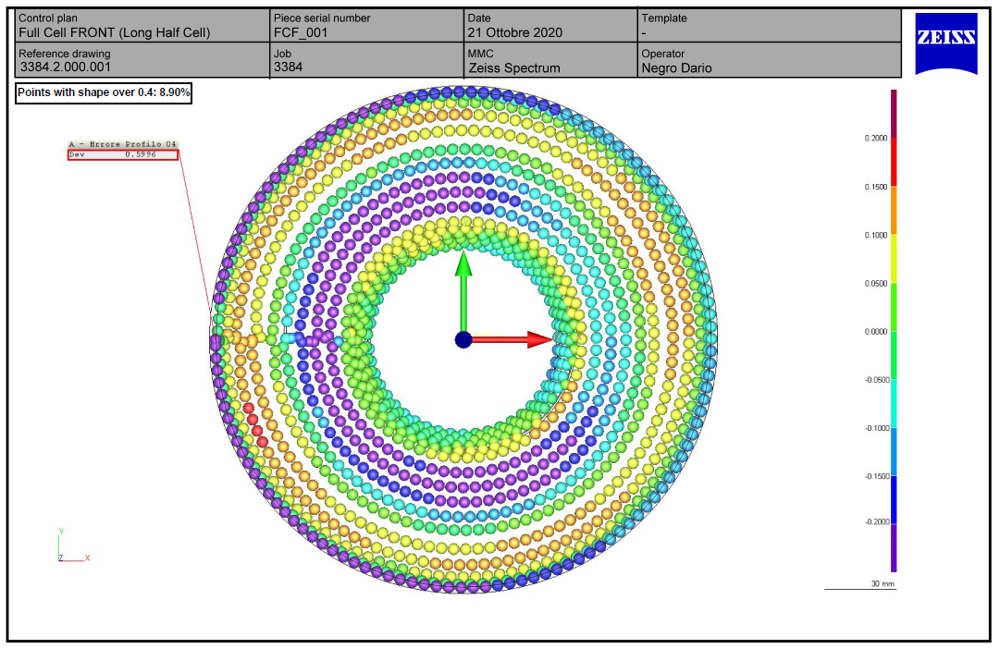 Control plan
Full Cell FRONT (Long Half Cell)
Piece serial number
FCF_001
Date
21 Ottobre 2020
Template
-
Reference drawing
3384.2.000.001
Job
3384
MMC
Zeiss Spectrum
Operator
Negro Dario
ZEISS
Points with shape over 0.4: 8.90%
A - Errore Profilo 04
Dev 0.5996
0.2000
0.1500
0.1000
0.0500
0.0000
-0.0500
-0.1000
-0.1500
-0.2000
30 mm
Y
Z
X